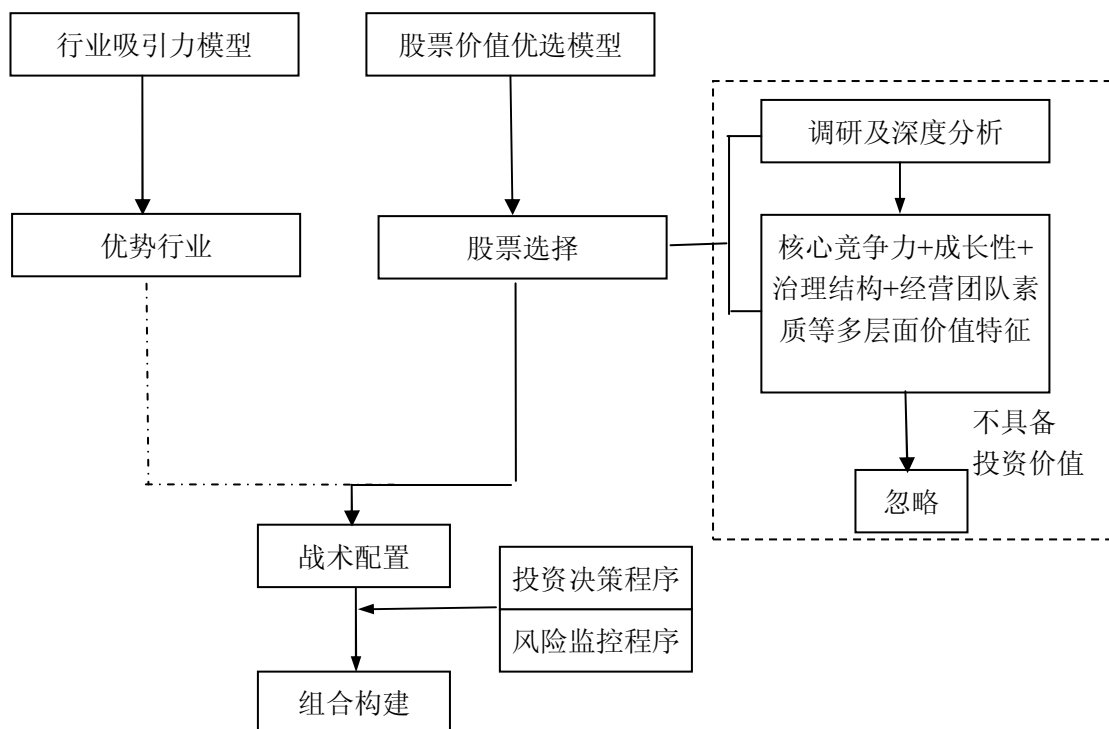 行业吸引力模型
股票价值优选模型
调研及深度分析
优势行业
股票选择
核心竞争力+成长性+
治理结构+经营团队素
质等多层面价值特征
不具备
投资价值
忽略
战术配置
投资决策程序
风险监控程序
组合构建